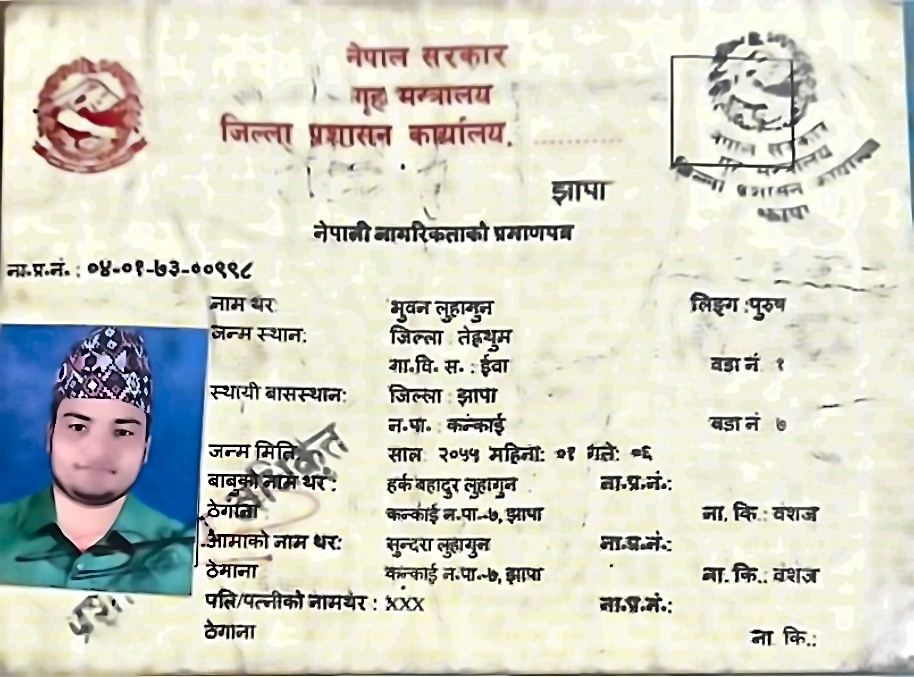 नेपाल सरकार
गृह मन्त्रालय
जिल्ला प्रशासन कार्यालय, ............
झापा
नेपाल सरकार
गृह मन्त्रालय
जिल्ला प्रशासन कार्यालय
झापा
नेपाली नागरिकताको प्रमाणपत्र
ना.प्र.नं. : ०४-०१-७३-००९९८
नाम थर: भुवन लुहागुन लिङ्ग :पुरुष
जन्म स्थान: जिल्ला : तेह्रथुम
गा.वि. स. : ईवा वडा नं १
स्थायी बासस्थान: जिल्ला : झापा
न.पा. : कन्काई वडा नं ७
जन्म मिति: साल: २०५५ महिना: ०१ गते: ०६
बाबुको नाम थर : हर्क बहादुर लुहागुन ना.प्र.नं.:
ठेगाना कन्काई न.पा.-७, झापा ना. कि.: वंशज
आमाको नाम थर: सुन्दरा लुहागुन ना.प्र.नं.:
ठेगाना कन्काई न.पा.-७, झापा ना. कि.: वंशज
पति/पत्नीको नामथर : XXX ना.प्र.नं.:
ठेगाना ना कि.: